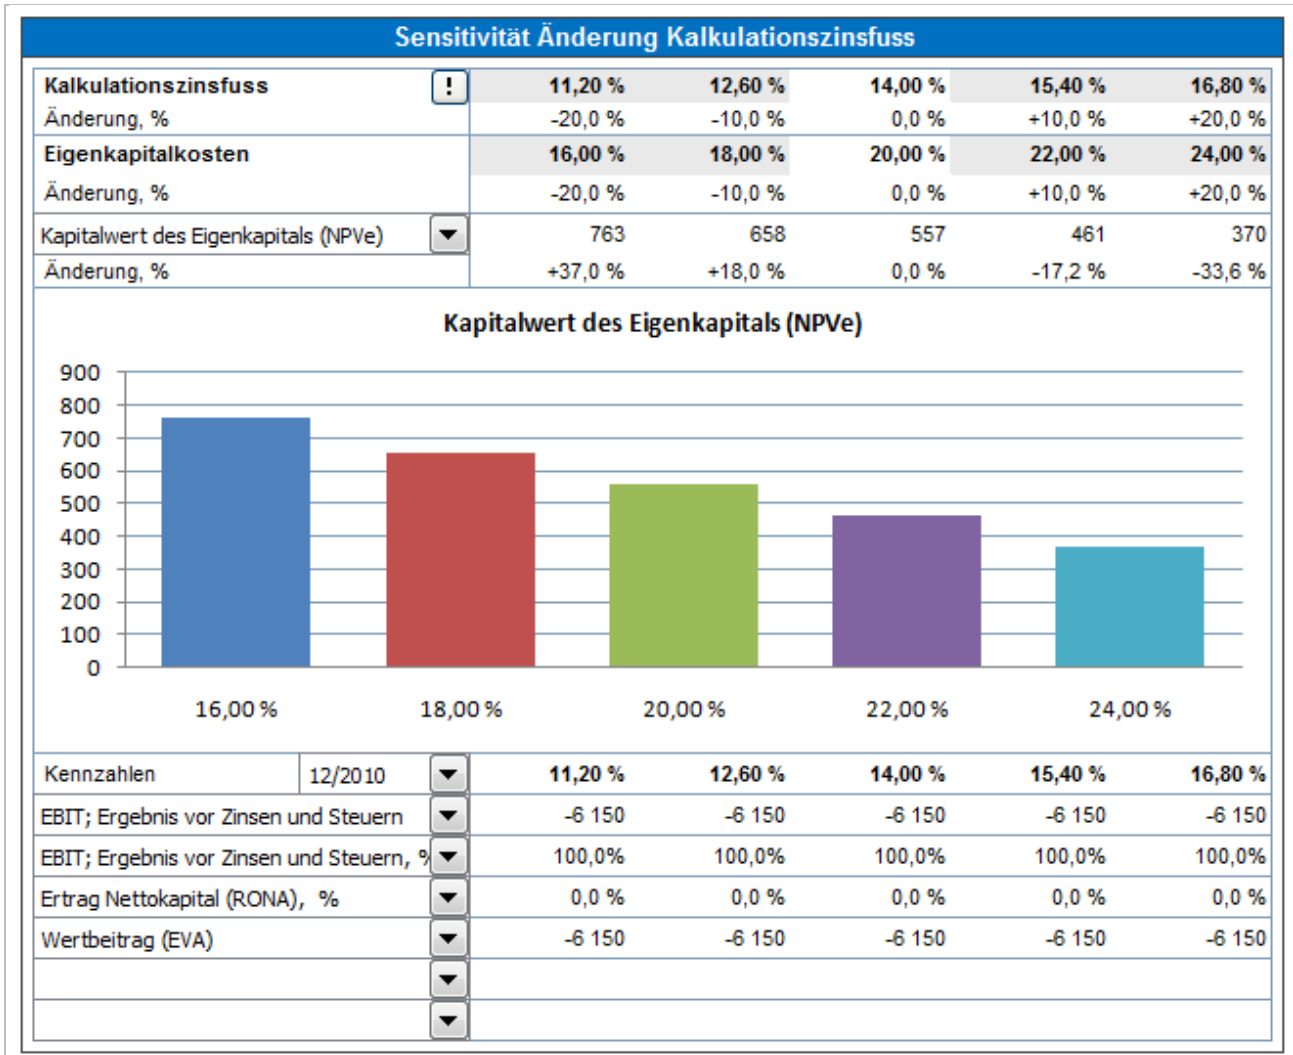 Sensitivität Änderung Kalkulationszinsfuss
Kalkulationszinsfuss ! 11,20 % 12,60 % 14,00 % 15,40 % 16,80 %
Änderung, % -20,0 % -10,0 % 0,0 % +10,0 % +20,0 %
Eigenkapitalkosten 16,00 % 18,00 % 20,00 % 22,00 % 24,00 %
Änderung, % -20,0 % -10,0 % 0,0 % +10,0 % +20,0 %
Kapitalwert des Eigenkapitals (NPVe) 763 658 557 461 370
Änderung, % +37,0 % +18,0 % 0,0 % -17,2 % -33,6 %
Kapitalwert des Eigenkapitals (NPVe)
900
800
700
600
500
400
300
200
100
0
16,00 % 18,00 % 20,00 % 22,00 % 24,00 %
Kennzahlen 12/2010 11,20 % 12,60 % 14,00 % 15,40 % 16,80 %
EBIT; Ergebnis vor Zinsen und Steuern -6 150 -6 150 -6 150 -6 150 -6 150
EBIT; Ergebnis vor Zinsen und Steuern, % 100,0% 100,0% 100,0% 100,0% 100,0%
Ertrag Nettokapital (RONA), % 0,0 % 0,0 % 0,0 % 0,0 % 0,0 %
Wertbeitrag (EVA) -6 150 -6 150 -6 150 -6 150 -6 150